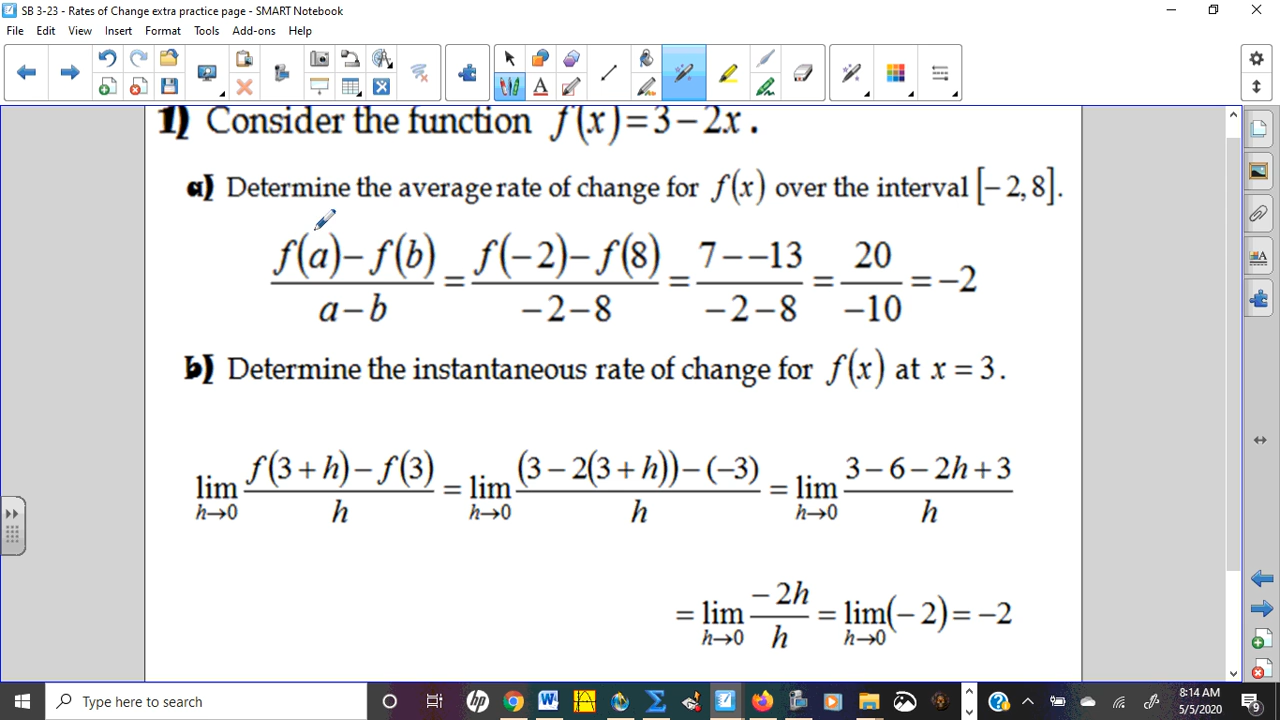 SB 3-23 - Rates of Change extra practice page - SMART Notebook
File Edit View Insert Format Tools Add-ons Help
1) Consider the function f(x)=3−2x.
a) Determine the average rate of change for f(x) over the interval [−2,8].
f(a)−f(b) / a−b = f(−2)−f(8) / −2−8 = 7−−13 / −2−8 = 20 / −10 = −2
b) Determine the instantaneous rate of change for f(x) at x = 3.
lim h→0 f(3+h)−f(3) / h = lim h→0 (3−2(3+h))−(−3) / h = lim h→0 3−6−2h+3 / h
= lim h→0 −2h / h = lim h→0 (−2) = −2
Type here to search
hp
8:14 AM
5/5/2020
9